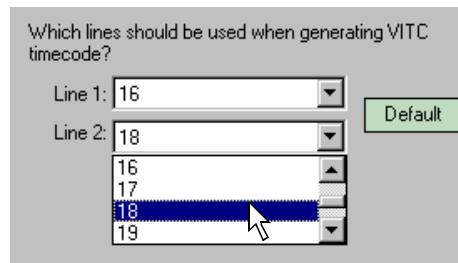 Which lines should be used when generating VITC
timecode?
Line 1: 16
Default
Line 2: 18
16
17
18
19